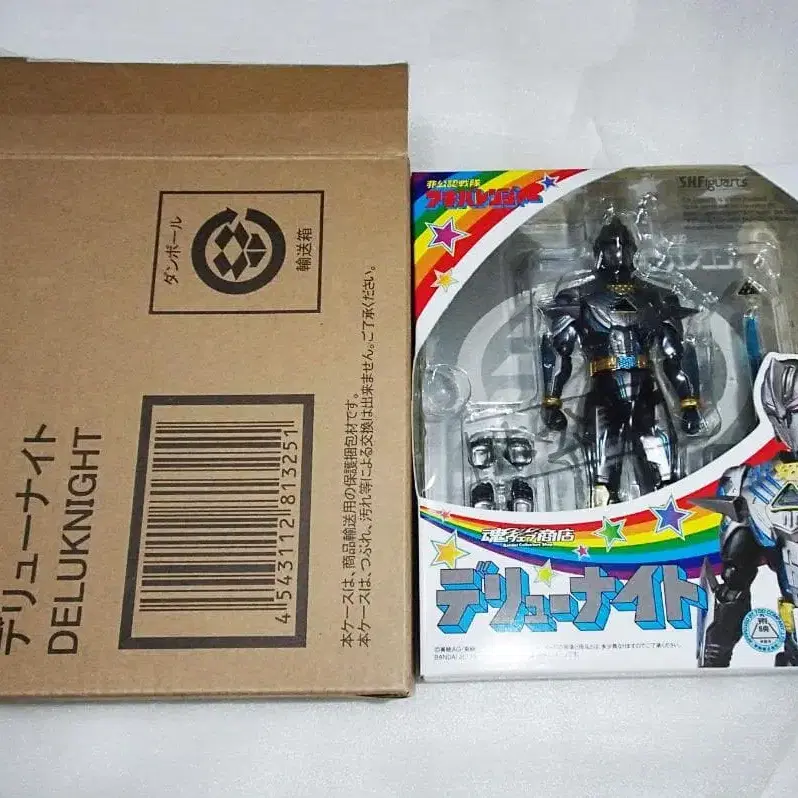 ダンボール
輸送箱
デリューナイト
DELUKNIGHT
4 543112 813251
本ケースは、商品輸送用の保護梱包材です。
本ケースは、つぶれ、汚れ等による交換は出来ません。ご了承ください。
非公認戦隊
アキバレンジャー
S.H.Figuarts
魂ウェブ商店
デリューナイト